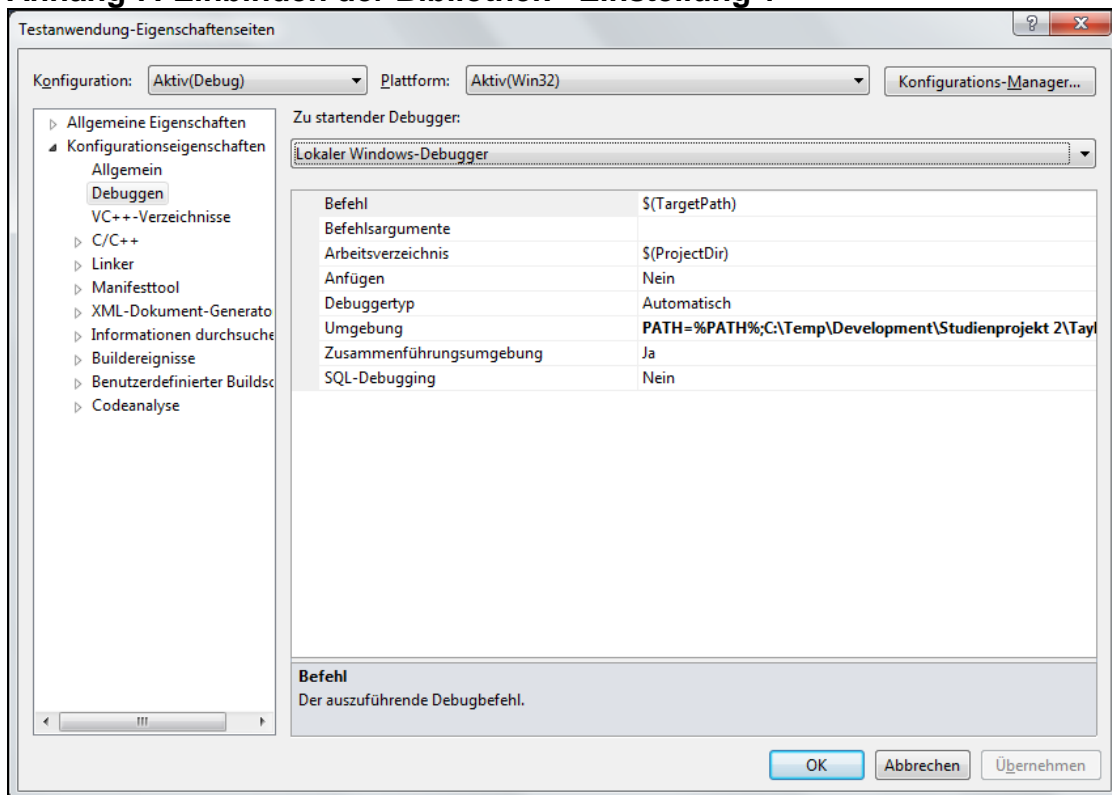 Testanwendung-Eigenschaftenseiten
Konfiguration: Aktiv(Debug) Plattform: Aktiv(Win32) Konfigurations-Manager...
Allgemeine Eigenschaften
Konfigurationseigenschaften
Allgemein
Debuggen
VC++-Verzeichnisse
C/C++
Linker
Manifesttool
XML-Dokument-Generato
Informationen durchsuche
Buildereignisse
Benutzerdefinierter Buildsc
Codeanalyse
Zu startender Debugger:
Lokaler Windows-Debugger
Befehl $(TargetPath)
Befehlsargumente
Arbeitsverzeichnis $(ProjectDir)
Anfügen Nein
Debuggertyp Automatisch
Umgebung PATH=%PATH%;C:\Temp\Development\Studienprojekt 2\Tayl
Zusammenführungsumgebung Ja
SQL-Debugging Nein
Befehl
Der auszuführende Debugbefehl.
OK Abbrechen Übernehmen